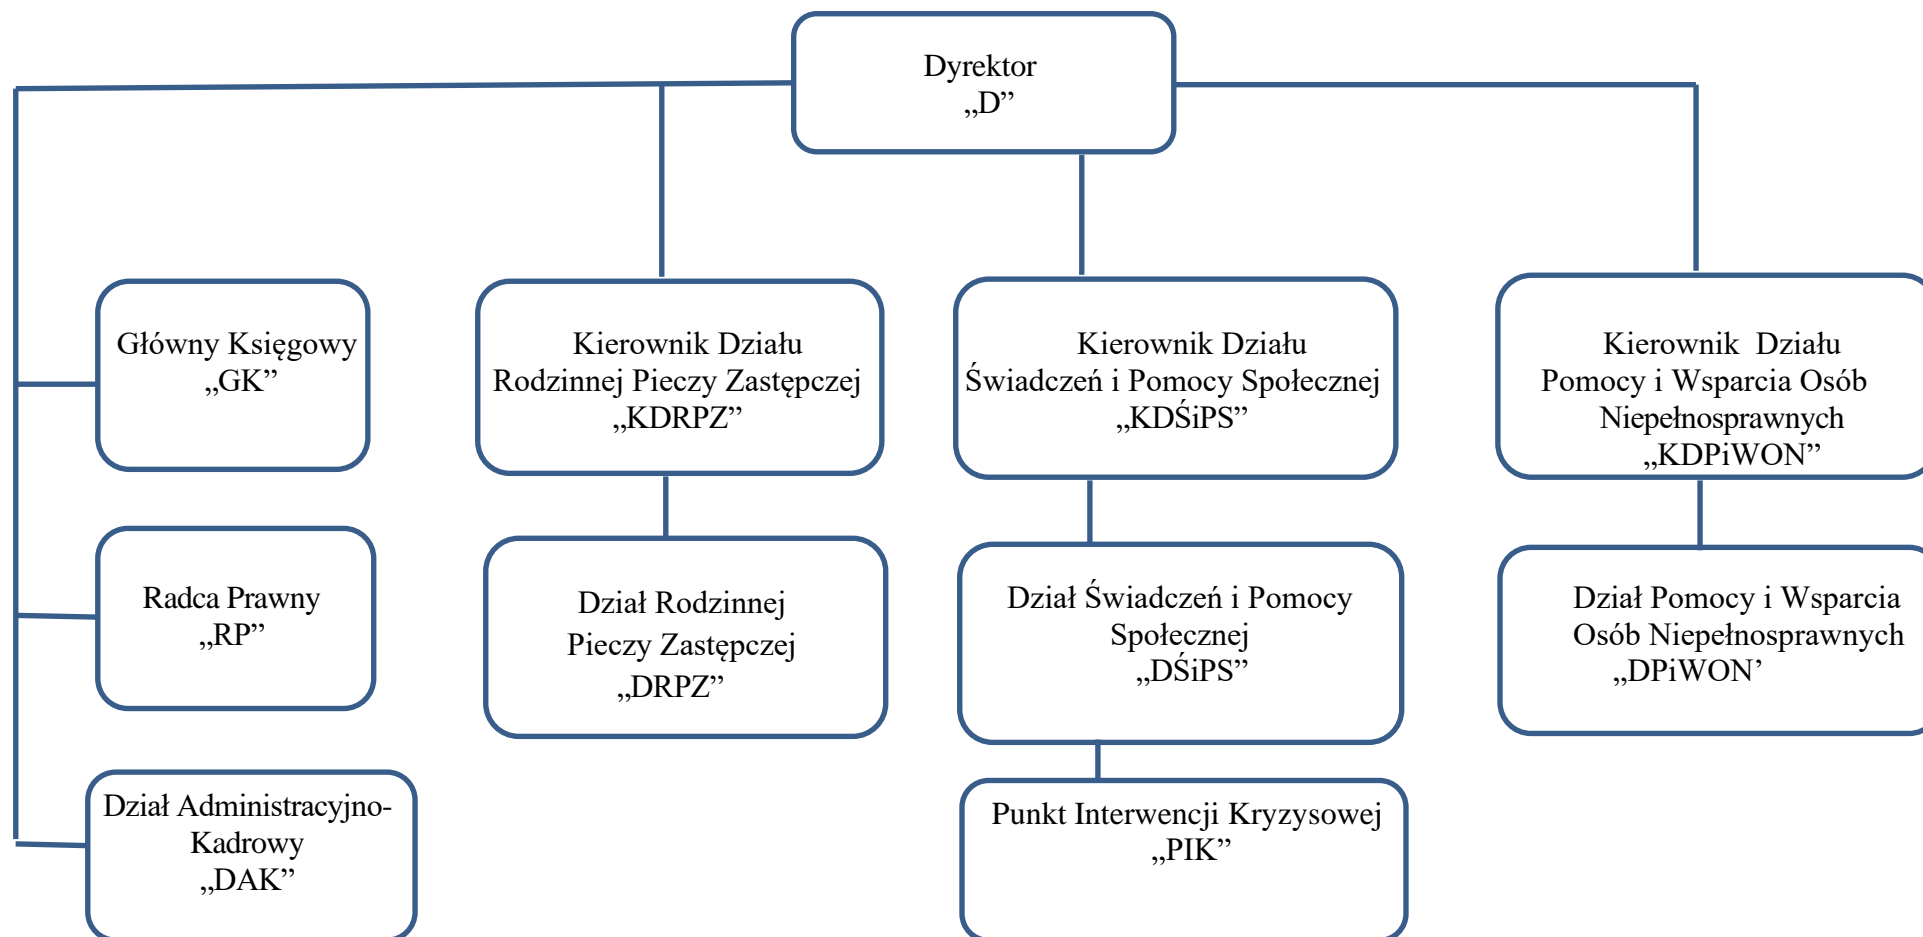 Dyrektor
„D”
Główny Księgowy
„GK”
Kierownik Działu
Rodzinnej Pieczy Zastępczej
„KDRPZ”
Kierownik Działu
Świadczeń i Pomocy Społecznej
„KDŚiPS”
Kierownik  Działu
Pomocy i Wsparcia Osób
Niepełnosprawnych
„KDPiWON”
Radca Prawny
„RP”
Dział Rodzinnej
Pieczy Zastępczej
„DRPZ”
Dział Świadczeń i Pomocy
Społecznej
„DŚiPS”
Dział Pomocy i Wsparcia
Osób Niepełnosprawnych
„DPiWON’
Dział Administracyjno-
Kadrowy
„DAK”
Punkt Interwencji Kryzysowej
„PIK”